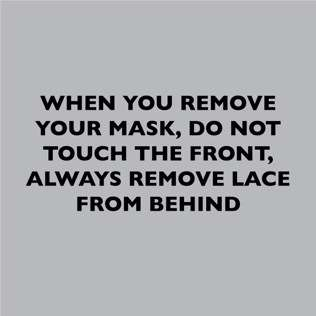 WHEN YOU REMOVE
YOUR MASK, DO NOT
TOUCH THE FRONT,
ALWAYS REMOVE LACE
FROM BEHIND